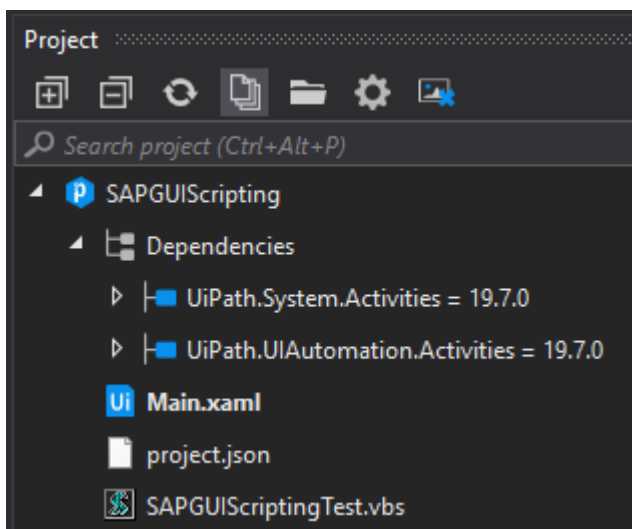 Project
Search project (Ctrl+Alt+P)
SAPGUIScripting
Dependencies
UiPath.System.Activities = 19.7.0
UiPath.UIAutomation.Activities = 19.7.0
Ui Main.xaml
project.json
SAPGUIScriptingTest.vbs